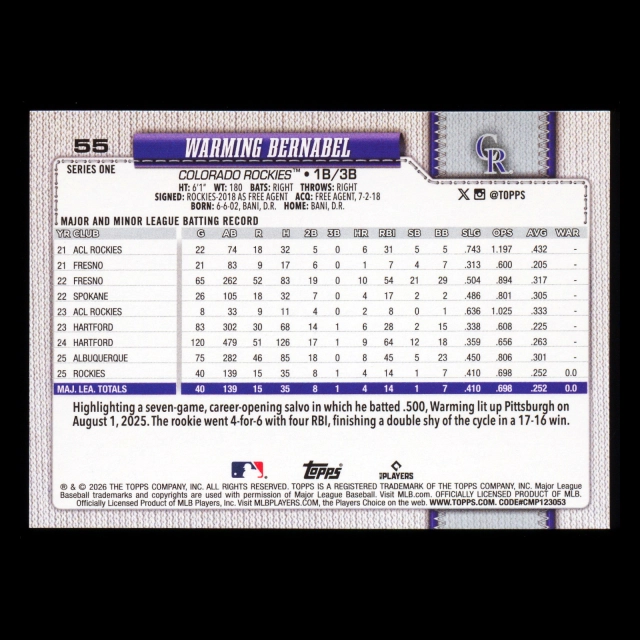 55
WARMING BERNABEL
CR
SERIES ONE
COLORADO ROCKIES™ • 1B/3B
HT: 6'1" WT: 180 BATS: RIGHT THROWS: RIGHT
SIGNED: ROCKIES-2018 AS FREE AGENT ACQ: FREE AGENT, 7-2-18
BORN: 6-6-02, BANI, D.R. HOME: BANI, D.R.
@TOPPS
MAJOR AND MINOR LEAGUE BATTING RECORD
YR CLUB G AB R H 2B 3B HR RBI SB BB SLG OPS AVG WAR
21 ACL ROCKIES 22 74 18 32 5 0 6 31 5 5 .743 1.197 .432 -
21 FRESNO 21 83 9 17 6 0 1 7 4 7 .313 .600 .205 -
22 FRESNO 65 262 52 83 19 0 10 54 21 29 .504 .894 .317 -
22 SPOKANE 26 105 18 32 7 0 4 17 2 2 .486 .801 .305 -
23 ACL ROCKIES 8 33 9 11 4 0 2 8 0 1 .636 1.025 .333 -
23 HARTFORD 83 302 30 68 14 1 6 28 2 15 .338 .608 .225 -
24 HARTFORD 120 479 51 126 17 1 9 64 12 18 .359 .656 .263 -
25 ALBUQUERQUE 75 282 46 85 18 0 8 45 5 23 .450 .806 .301 -
25 ROCKIES 40 139 15 35 8 1 4 14 1 7 .410 .698 .252 0.0
MAJ. LEA. TOTALS 40 139 15 35 8 1 4 14 1 7 .410 .698 .252 0.0
Highlighting a seven-game, career-opening salvo in which he batted .500, Warming lit up Pittsburgh on
August 1, 2025. The rookie went 4-for-6 with four RBI, finishing a double shy of the cycle in a 17-16 win.
Topps
PLAYERS
® & © 2026 THE TOPPS COMPANY, INC. ALL RIGHTS RESERVED. TOPPS IS A REGISTERED TRADEMARK OF THE TOPPS COMPANY, INC. Major League
Baseball trademarks and copyrights are used with permission of Major League Baseball. Visit MLB.com. OFFICIALLY LICENSED PRODUCT OF MLB.
Officially Licensed Product of MLB Players, Inc. Visit MLBPLAYERS.COM, the Players Choice on the web. WWW.TOPPS.COM. CODE#CMP123053